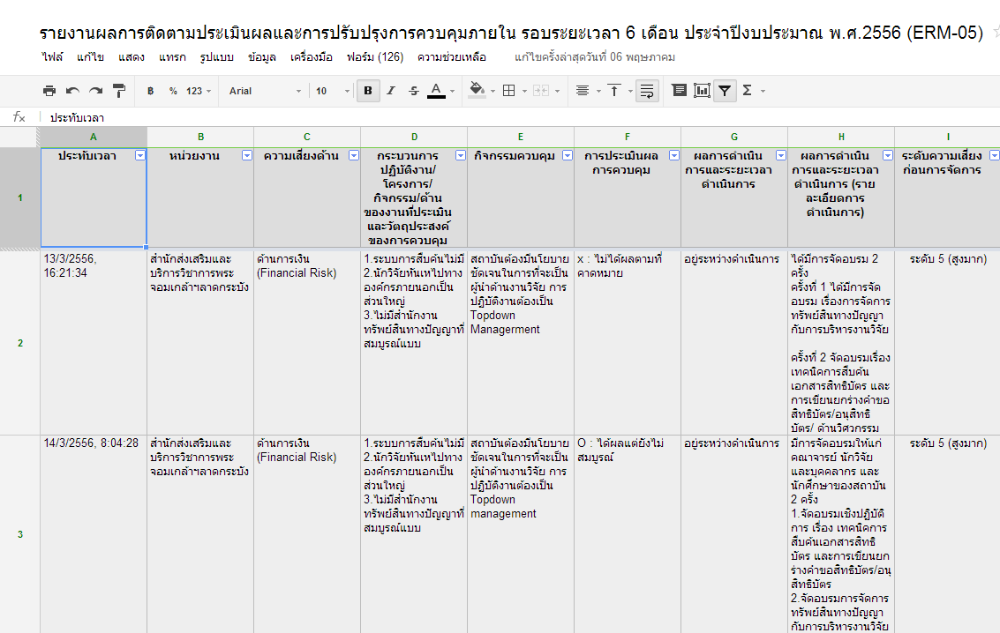 รายงานผลการติดตามประเมินผลและการปรับปรุงการควบคุมภายใน รอบระยะเวลา 6 เดือน ประจำปีงบประมาณ พ.ศ.2556 (ERM-05)
ไฟล์ แก้ไข แสดง แทรก รูปแบบ ข้อมูล เครื่องมือ ฟอร์ม (126) ความช่วยเหลือ แก้ไขครั้งล่าสุดวันที่ 06 พฤษภาคม
B % 123 Arial 10 B I S A Σ
fx ประทับเวลา
A B C D E F G H I
1
ประทับเวลา
หน่วยงาน
ความเสี่ยงด้าน
กระบวนการ
ปฏิบัติงาน/
โครงการ/
กิจกรรม/ด้าน
ของงานที่ประเมิน
และวัตถุประสงค์
ของการควบคุม
กิจกรรมควบคุม
การประเมินผล
การควบคุม
ผลการดำเนิน
การและระยะเวลา
ดำเนินการ
ผลการดำเนิน
การและระยะเวลา
ดำเนินการ (ราย
ละเอียดการ
ดำเนินการ)
ระดับความเสี่ยง
ก่อนการจัดการ
2
13/3/2556,
16:21:34
สำนักส่งเสริมและ
บริการวิชาการพระ
จอมเกล้าฯลาดกระบัง
ด้านการเงิน
(Financial Risk)
1.ระบบการสืบค้นไม่มี
2.นักวิจัยหันเหไปทาง
องค์กรภายนอกเป็น
ส่วนใหญ่
3.ไม่มีสำนักงาน
ทรัพย์สินทางปัญญาที่
สมบูรณ์แบบ
สถาบันต้องมีนโยบาย
ชัดเจนในการที่จะเป็น
ผู้นำด้านงานวิจัย การ
ปฏิบัติงานต้องเป็น
Topdown
Managerment
x : ไม่ได้ผลตามที่
คาดหมาย
อยู่ระหว่างดำเนินการ
ได้มีการจัดอบรม 2
ครั้ง
ครั้งที่ 1 ได้มีการจัด
อบรม เรื่องการจัดการ
ทรัพย์สินทางปัญญา
กับการบริหารงานวิจัย
ครั้งที่ 2 จัดอบรมเรื่อง
เทคนิคการสืบค้น
เอกสารสิทธิบัตร และ
การเขียนยกร่างคำขอ
สิทธิบัตร/อนุสิทธิ
บัตร/ ด้านวิศวกรรม
ระดับ 5 (สูงมาก)
3
14/3/2556, 8:04:28
สำนักส่งเสริมและ
บริการวิชาการพระ
จอมเกล้าฯลาดกระบัง
ด้านการเงิน
(Financial Risk)
1.ระบบการสืบค้นไม่มี
2.นักวิจัยหันเหไปทาง
องค์กรภายนอกเป็น
ส่วนใหญ่
3.ไม่มีสำนักงาน
ทรัพย์สินทางปัญญาที่
สมบูรณ์แบบ
สถาบันต้องมีนโยบาย
ชัดเจนในการที่จะเป็น
ผู้นำด้านงานวิจัย การ
ปฏิบัติงานต้องเป็น
Topdown
management
O : ได้ผลแต่ยังไม่
สมบูรณ์
อยู่ระหว่างดำเนินการ
มีการจัดอบรมให้แก่
คณาจารย์ นักวิจัย
และบุคคลากร และ
นักศึกษาของสถาบัน
2 ครั้ง
1.จัดอบรมเชิงปฏิบัติ
การ เรื่อง เทคนิคการ
สืบค้นเอกสารสิทธิ
บัตร และการเขียนยก
ร่างคำขอสิทธิบัตร/อนุ
สิทธิบัตร
2.จัดอบรมการจัดการ
ทรัพย์สินทางปัญญา
กับการบริหารงานวิจัย
ระดับ 5 (สูงมาก)